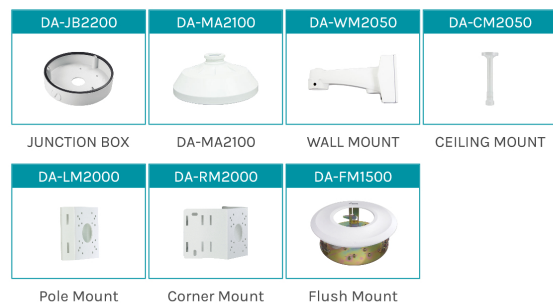 DA-JB2200 DA-MA2100 DA-WM2050 DA-CM2050
JUNCTION BOX DA-MA2100 WALL MOUNT CEILING MOUNT
DA-LM2000 DA-RM2000 DA-FM1500
Pole Mount Corner Mount Flush Mount